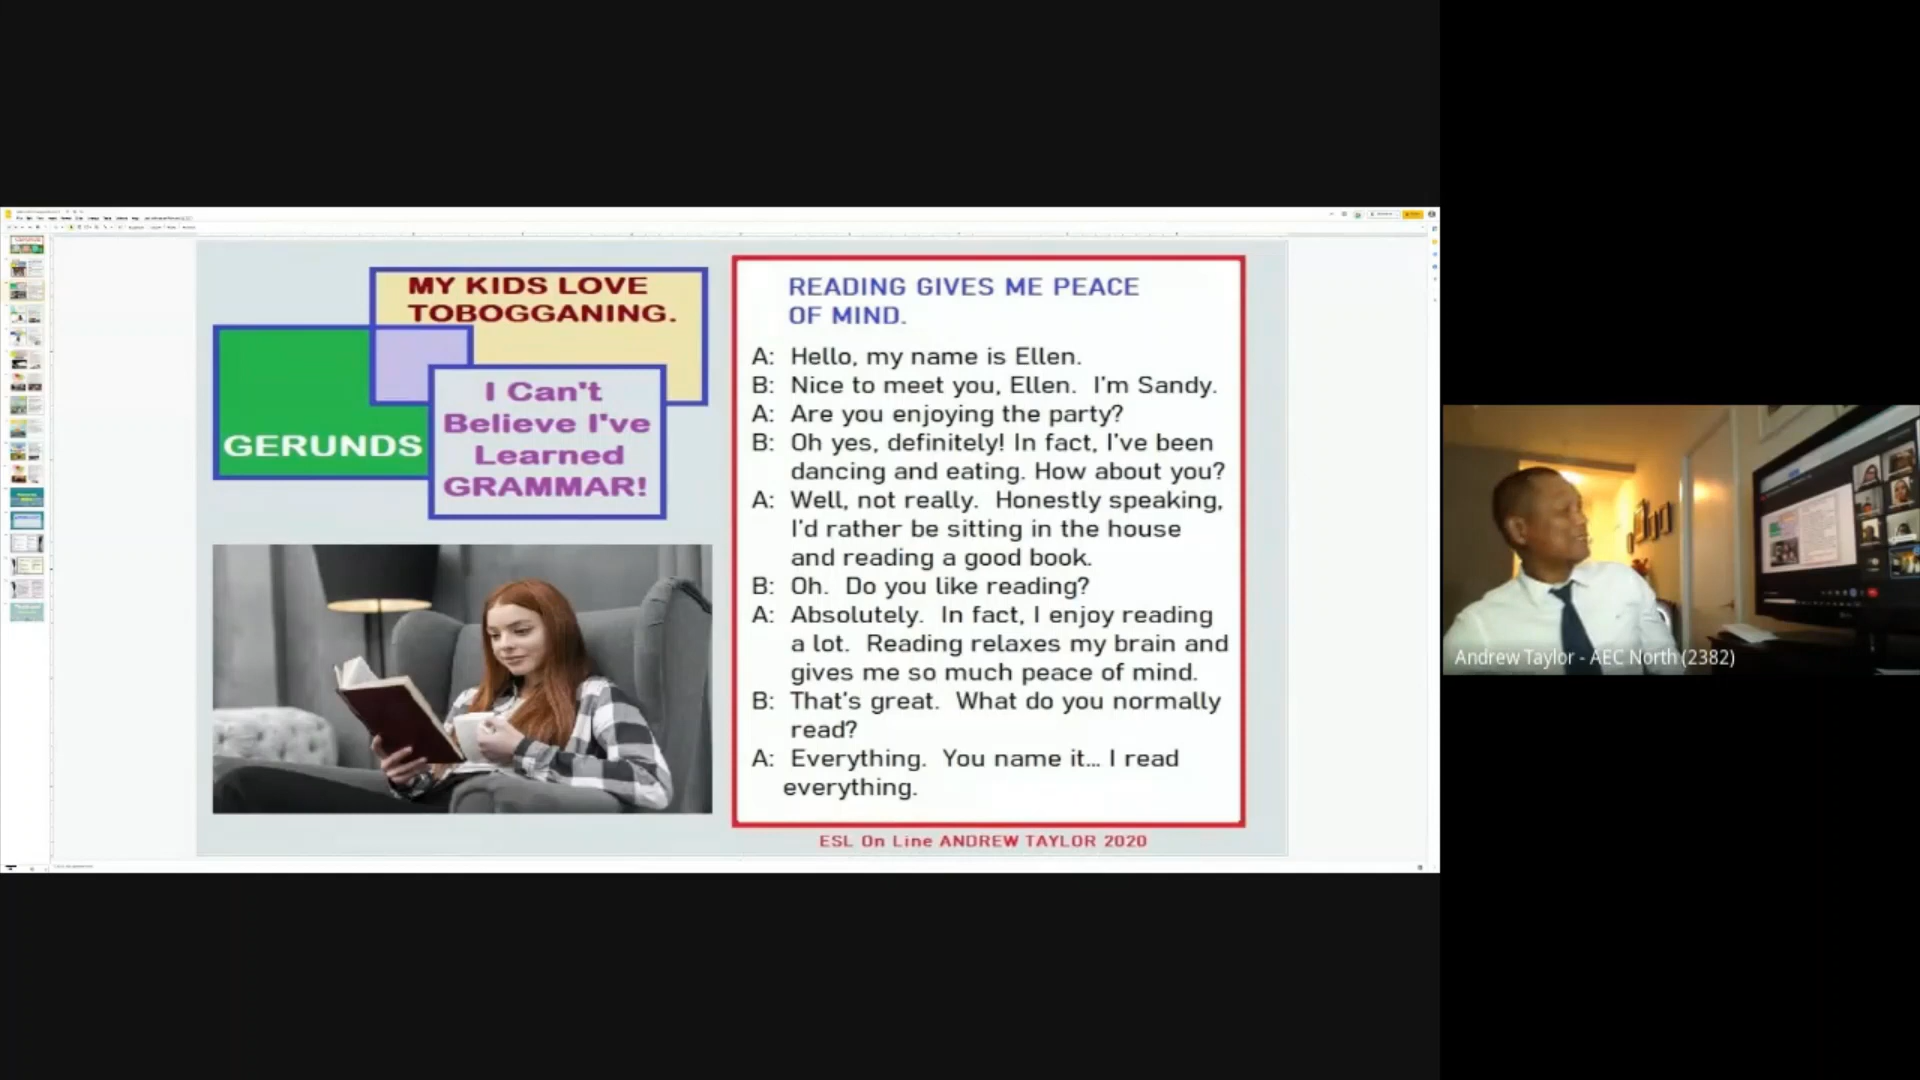 MY KIDS LOVE
TOBOGGANING.
GERUNDS
I Can't
Believe I've
Learned
GRAMMAR!
READING GIVES ME PEACE
OF MIND.
A: Hello, my name is Ellen.
B: Nice to meet you, Ellen. I'm Sandy.
A: Are you enjoying the party?
B: Oh yes, definitely! In fact, I've been
dancing and eating. How about you?
A: Well, not really. Honestly speaking,
I'd rather be sitting in the house
and reading a good book.
B: Oh. Do you like reading?
A: Absolutely. In fact, I enjoy reading
a lot. Reading relaxes my brain and
gives me so much peace of mind.
B: That's great. What do you normally
read?
A: Everything. You name it... I read
everything.
ESL On Line ANDREW TAYLOR 2020
Andrew Taylor - AEC North (2382)